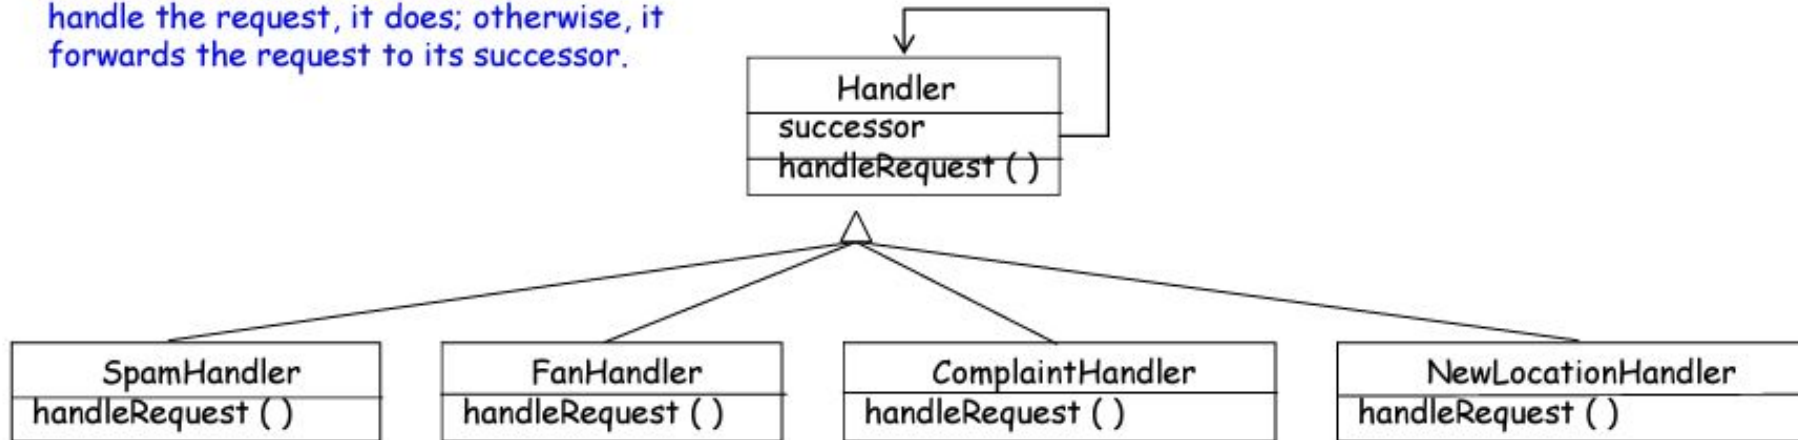 handle the request, it does; otherwise, it
forwards the request to its successor.
Handler
successor
handleRequest ( )
SpamHandler
handleRequest ( )
FanHandler
handleRequest ( )
ComplaintHandler
handleRequest ( )
NewLocationHandler
handleRequest ( )